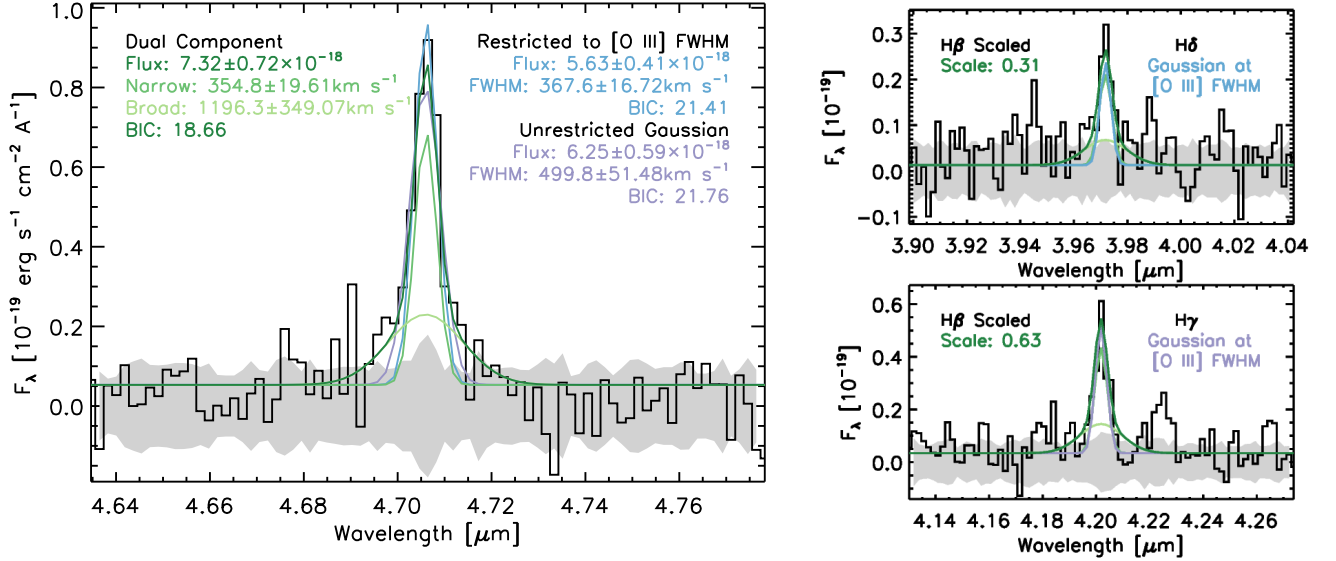 Dual Component
Flux: 7.32±0.72×10⁻¹⁸
Narrow: 354.8±19.61km s⁻¹
Broad: 1196.3±349.07km s⁻¹
BIC: 18.66
Restricted to [O III] FWHM
Flux: 5.63±0.41×10⁻¹⁸
FWHM: 367.6±16.72km s⁻¹
BIC: 21.41
Unrestricted Gaussian
Flux: 6.25±0.59×10⁻¹⁸
FWHM: 499.8±51.48km s⁻¹
BIC: 21.76
1.0
0.8
0.6
0.4
0.2
0.0
F_λ [10⁻¹⁹ erg s⁻¹ cm⁻² A⁻¹]
4.64 4.66 4.68 4.70 4.72 4.74 4.76
Wavelength [μm]
Hβ Scaled
Scale: 0.31
Hδ
Gaussian at
[O III] FWHM
0.3
0.2
0.1
0.0
−0.1
F_λ [10⁻¹⁹]
3.90 3.92 3.94 3.96 3.98 4.00 4.02 4.04
Wavelength [μm]
Hβ Scaled
Scale: 0.63
Hγ
Gaussian at
[O III] FWHM
0.6
0.4
0.2
0.0
F_λ [10⁻¹⁹]
4.14 4.16 4.18 4.20 4.22 4.24 4.26
Wavelength [μm]